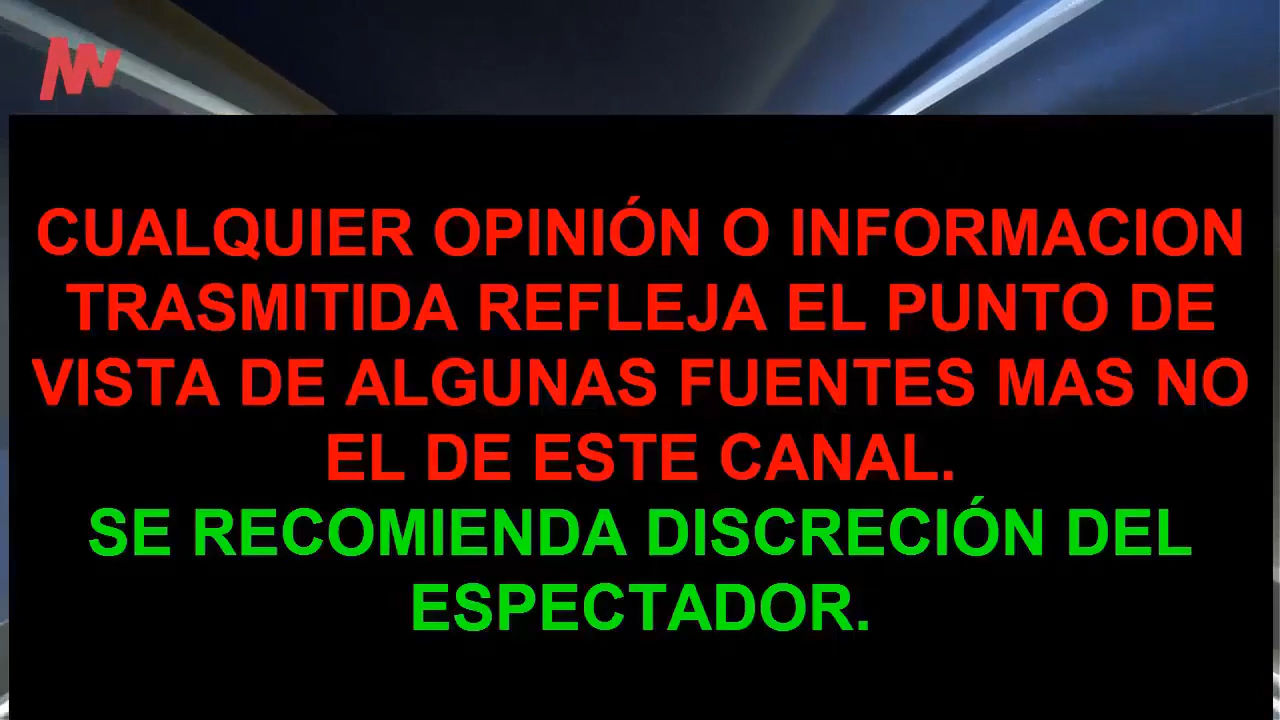 CUALQUIER OPINIÓN O INFORMACION
TRASMITIDA REFLEJA EL PUNTO DE
VISTA DE ALGUNAS FUENTES MAS NO
EL DE ESTE CANAL.
SE RECOMIENDA DISCRECIÓN DEL
ESPECTADOR.